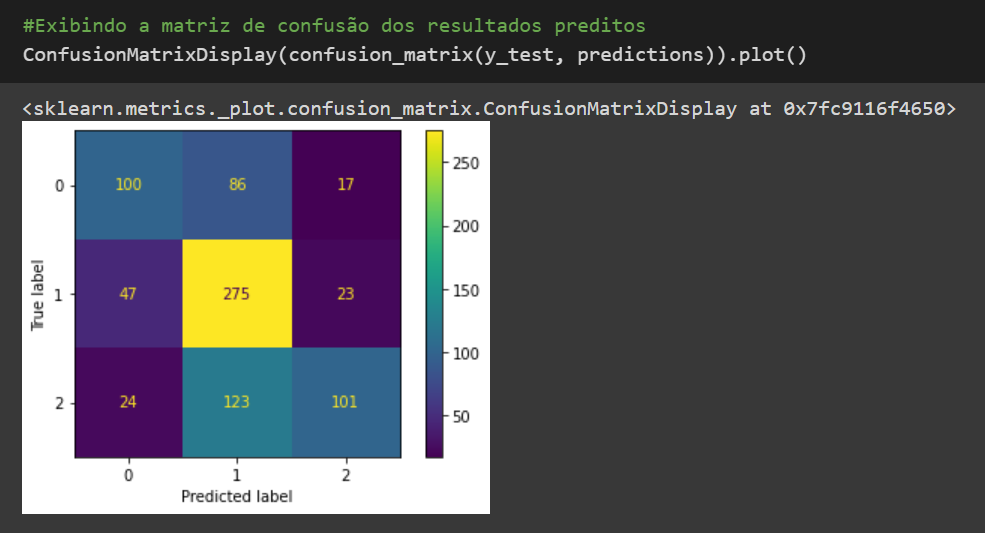 #Exibindo a matriz de confusão dos resultados preditos
ConfusionMatrixDisplay(confusion_matrix(y_test, predictions)).plot()
<sklearn.metrics._plot.confusion_matrix.ConfusionMatrixDisplay at 0x7fc9116f4650>
0 100 86 17
1 47 275 23
2 24 123 101
0 1 2
Predicted label
True label
250
200
150
100
50